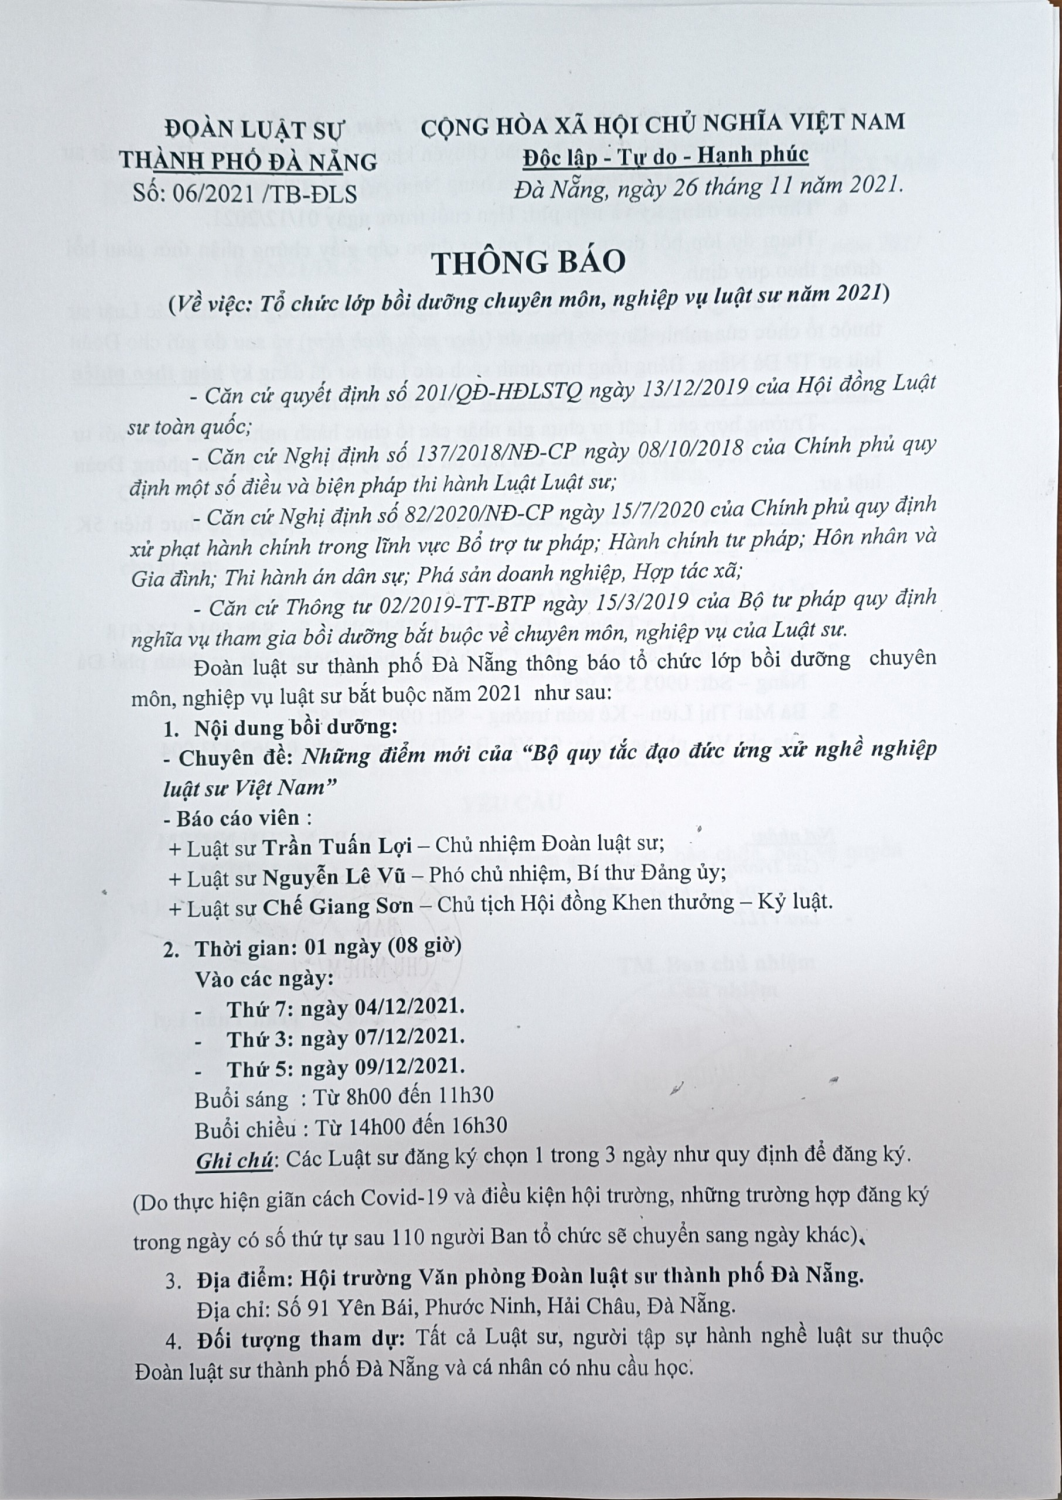 ĐOÀN LUẬT SƯ
THÀNH PHỐ ĐÀ NẴNG
Số: 06/2021 /TB-ĐLS
CỘNG HÒA XÃ HỘI CHỦ NGHĨA VIỆT NAM
Độc lập - Tự do - Hạnh phúc
Đà Nẵng, ngày 26 tháng 11 năm 2021.
THÔNG BÁO
(Về việc: Tổ chức lớp bồi dưỡng chuyên môn, nghiệp vụ luật sư năm 2021)
- Căn cứ quyết định số 201/QĐ-HĐLSTQ ngày 13/12/2019 của Hội đồng Luật
sư toàn quốc;
- Căn cứ Nghị định số 137/2018/NĐ-CP ngày 08/10/2018 của Chính phủ quy
định một số điều và biện pháp thi hành Luật Luật sư;
- Căn cứ Nghị định số 82/2020/NĐ-CP ngày 15/7/2020 của Chính phủ quy định
xử phạt hành chính trong lĩnh vực Bổ trợ tư pháp; Hành chính tư pháp; Hôn nhân và
Gia đình; Thi hành án dân sự; Phá sản doanh nghiệp, Hợp tác xã;
- Căn cứ Thông tư 02/2019-TT-BTP ngày 15/3/2019 của Bộ tư pháp quy định
nghĩa vụ tham gia bồi dưỡng bắt buộc về chuyên môn, nghiệp vụ của Luật sư.
Đoàn luật sư thành phố Đà Nẵng thông báo tổ chức lớp bồi dưỡng chuyên
môn, nghiệp vụ luật sư bắt buộc năm 2021 như sau:
1. Nội dung bồi dưỡng:
- Chuyên đề: Những điểm mới của “Bộ quy tắc đạo đức ứng xử nghề nghiệp
luật sư Việt Nam”
- Báo cáo viên :
+ Luật sư Trần Tuấn Lợi – Chủ nhiệm Đoàn luật sư;
+ Luật sư Nguyễn Lê Vũ – Phó chủ nhiệm, Bí thư Đảng ủy;
+ Luật sư Chế Giang Sơn – Chủ tịch Hội đồng Khen thưởng – Kỷ luật.
2. Thời gian: 01 ngày (08 giờ)
Vào các ngày:
- Thứ 7: ngày 04/12/2021.
- Thứ 3: ngày 07/12/2021.
- Thứ 5: ngày 09/12/2021.
Buổi sáng : Từ 8h00 đến 11h30
Buổi chiều : Từ 14h00 đến 16h30
Ghi chú: Các Luật sư đăng ký chọn 1 trong 3 ngày như quy định để đăng ký.
(Do thực hiện giãn cách Covid-19 và điều kiện hội trường, những trường hợp đăng ký
trong ngày có số thứ tự sau 110 người Ban tổ chức sẽ chuyển sang ngày khác).
3. Địa điểm: Hội trường Văn phòng Đoàn luật sư thành phố Đà Nẵng.
Địa chỉ: Số 91 Yên Bái, Phước Ninh, Hải Châu, Đà Nẵng.
4. Đối tượng tham dự: Tất cả Luật sư, người tập sự hành nghề luật sư thuộc
Đoàn luật sư thành phố Đà Nẵng và cá nhân có nhu cầu học.